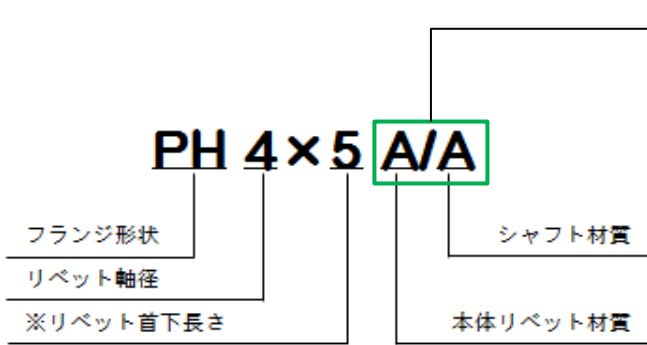 PH 4×5 A/A
フランジ形状
シャフト材質
リベット軸径
※リベット首下長さ
本体リベット材質